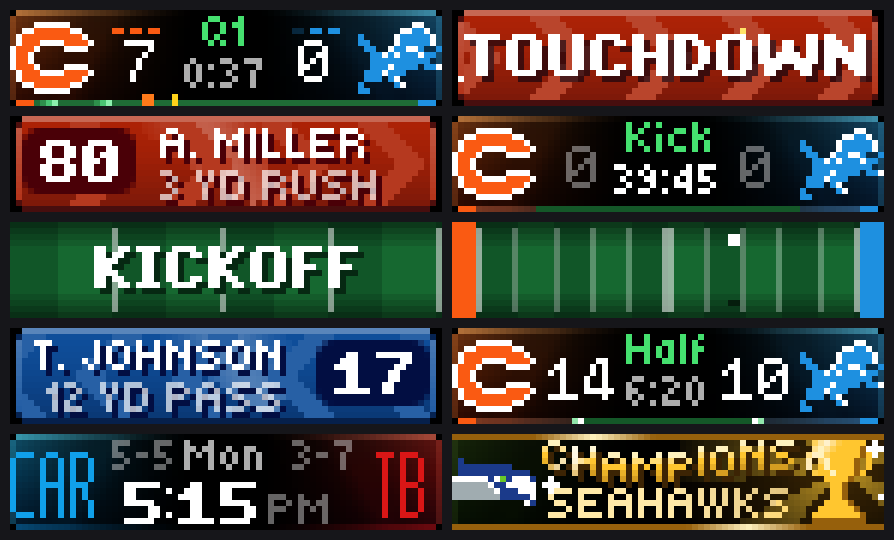 C 7 Q1 0
0:37
TOUCHDOWN
80 A. MILLER
3 YD RUSH
C 0 Kick 0
39:45
KICKOFF
T. JOHNSON 17
12 YD PASS
C 14 Half 10
6:20
CAR 5-5 Mon 3-7 TB
5:15 PM
CHAMPIONS
SEAHAWKS